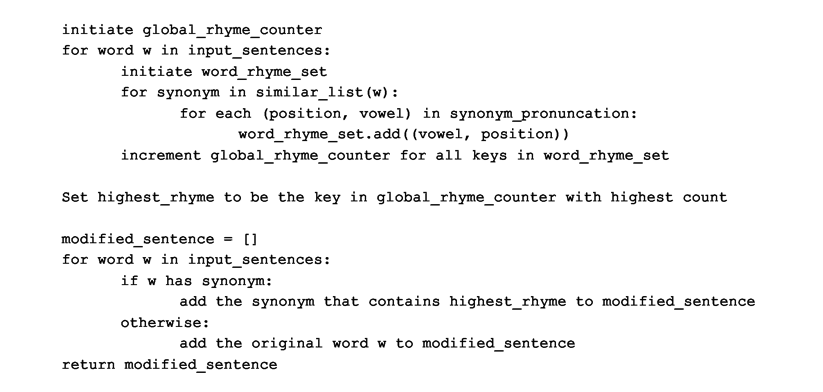 initiate global_rhyme_counter
for word w in input_sentences:
initiate word_rhyme_set
for synonym in similar_list(w):
for each (position, vowel) in synonym_pronuncation:
word_rhyme_set.add((vowel, position))
increment global_rhyme_counter for all keys in word_rhyme_set
Set highest_rhyme to be the key in global_rhyme_counter with highest count
modified_sentence = []
for word w in input_sentences:
if w has synonym:
add the synonym that contains highest_rhyme to modified_sentence
otherwise:
add the original word w to modified_sentence
return modified_sentence